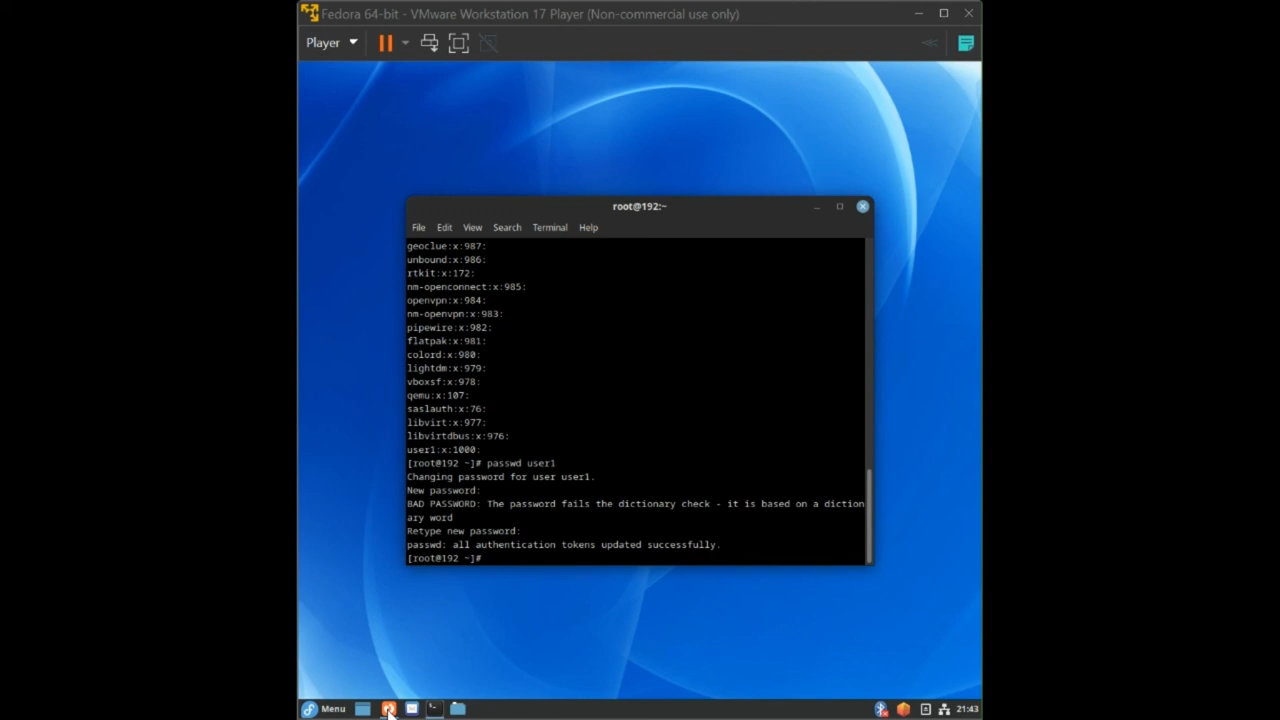 Fedora 64-bit - VMware Workstation 17 Player (Non-commercial use only)
Player
root@192:~
File Edit View Search Terminal Help
geoclue:x:987:
unbound:x:986:
rtkit:x:172:
nm-openconnect:x:985:
openvpn:x:984:
nm-openvpn:x:983:
pipewire:x:982:
flatpak:x:981:
colord:x:980:
lightdm:x:979:
vboxsf:x:978:
qemu:x:107:
saslauth:x:76:
libvirt:x:977:
libvirtdbus:x:976:
user1:x:1000:
[root@192 ~]# passwd user1
Changing password for user user1.
New password:
BAD PASSWORD: The password fails the dictionary check - it is based on a diction
ary word
Retype new password:
passwd: all authentication tokens updated successfully.
[root@192 ~]#
Menu
21:43